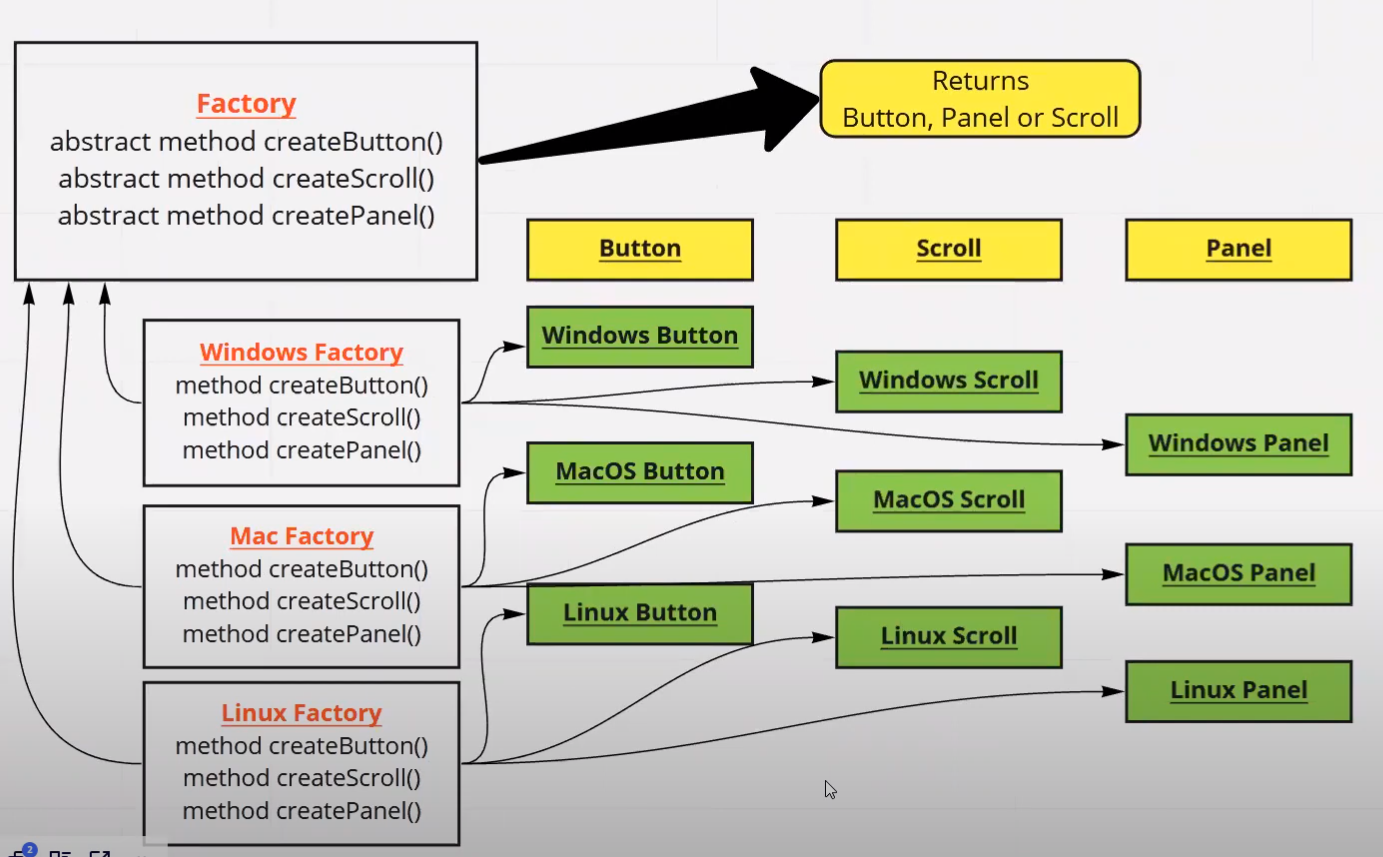 Factory
abstract method createButton()
abstract method createScroll()
abstract method createPanel()
Returns
Button, Panel or Scroll
Button
Scroll
Panel
Windows Factory
method createButton()
method createScroll()
method createPanel()
Windows Button
Windows Scroll
Windows Panel
Mac Factory
method createButton()
method createScroll()
method createPanel()
MacOS Button
MacOS Scroll
MacOS Panel
Linux Factory
method createButton()
method createScroll()
method createPanel()
Linux Button
Linux Scroll
Linux Panel
2